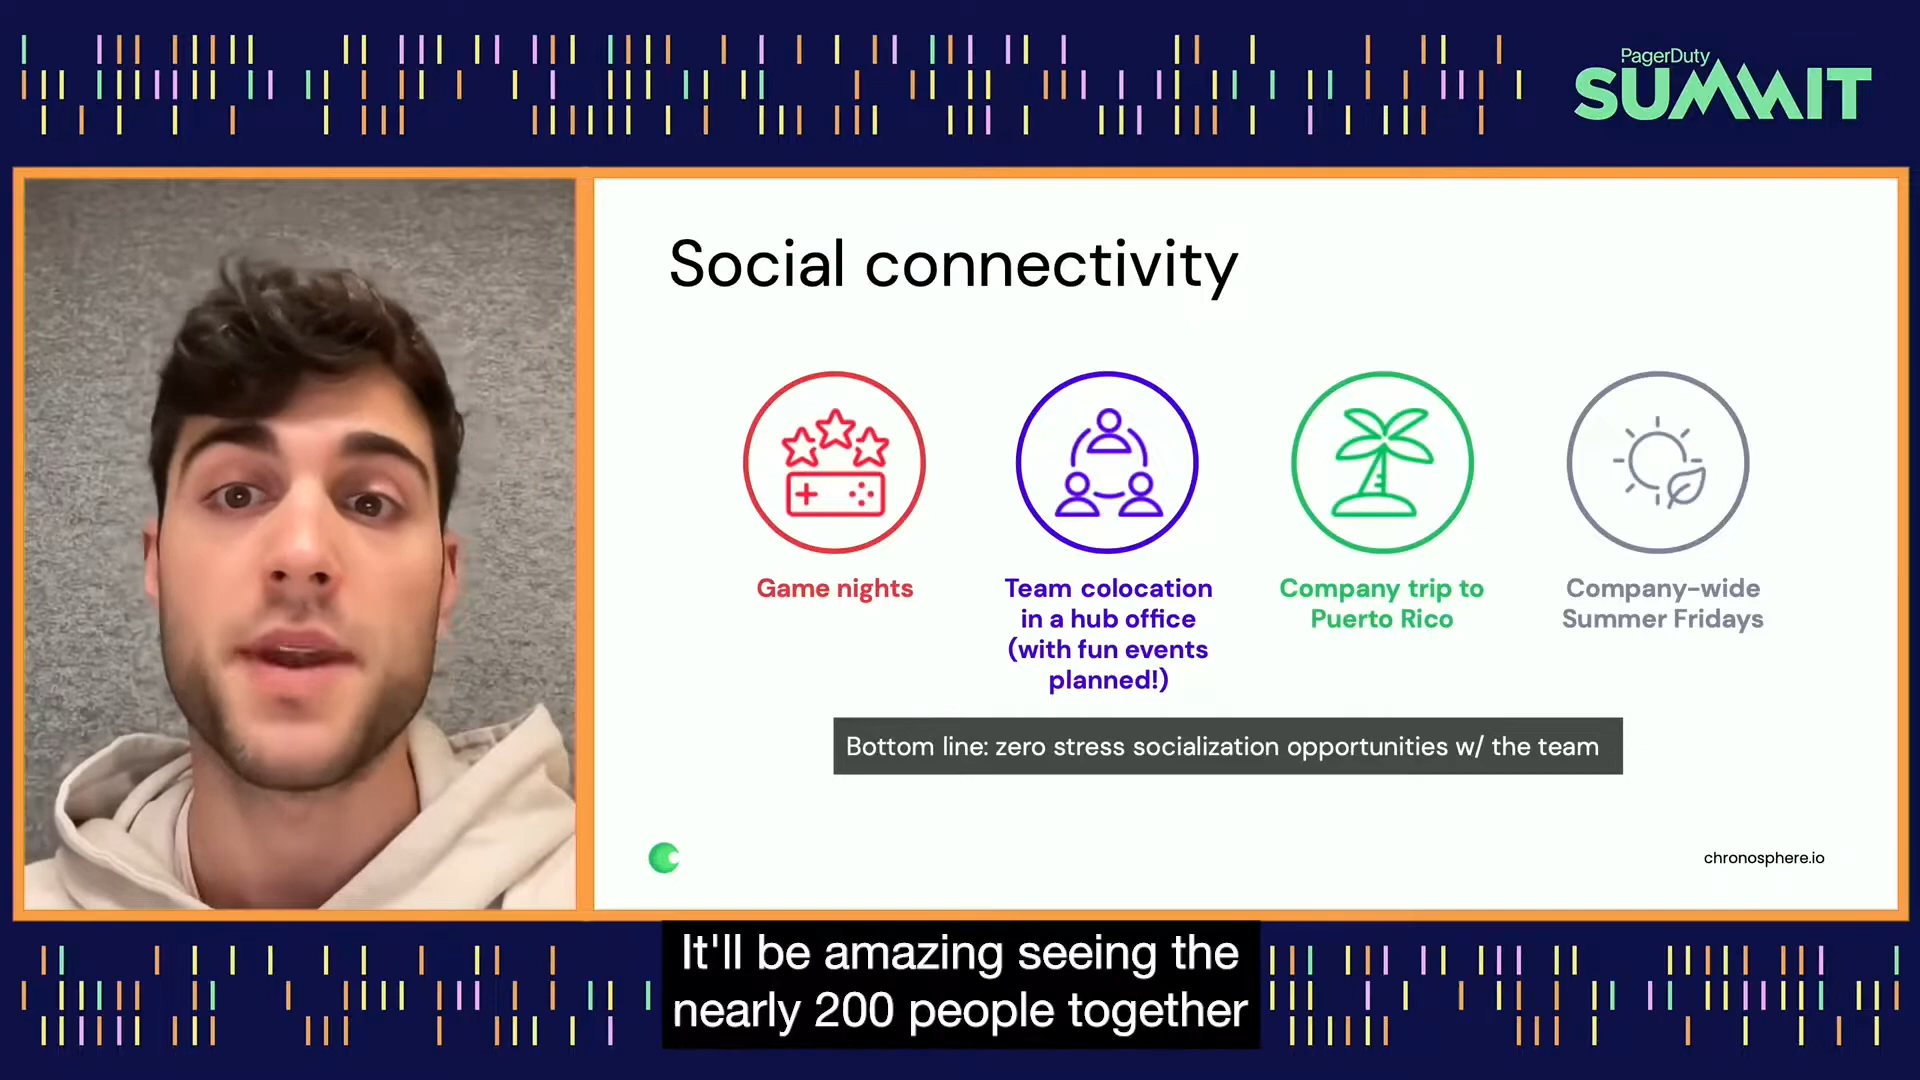 PagerDuty
SUMMIT
Social connectivity
Game nights
Team colocation
in a hub office
(with fun events
planned!)
Company trip to
Puerto Rico
Company-wide
Summer Fridays
Bottom line: zero stress socialization opportunities w/ the team
chronosphere.io
It'll be amazing seeing the
nearly 200 people together